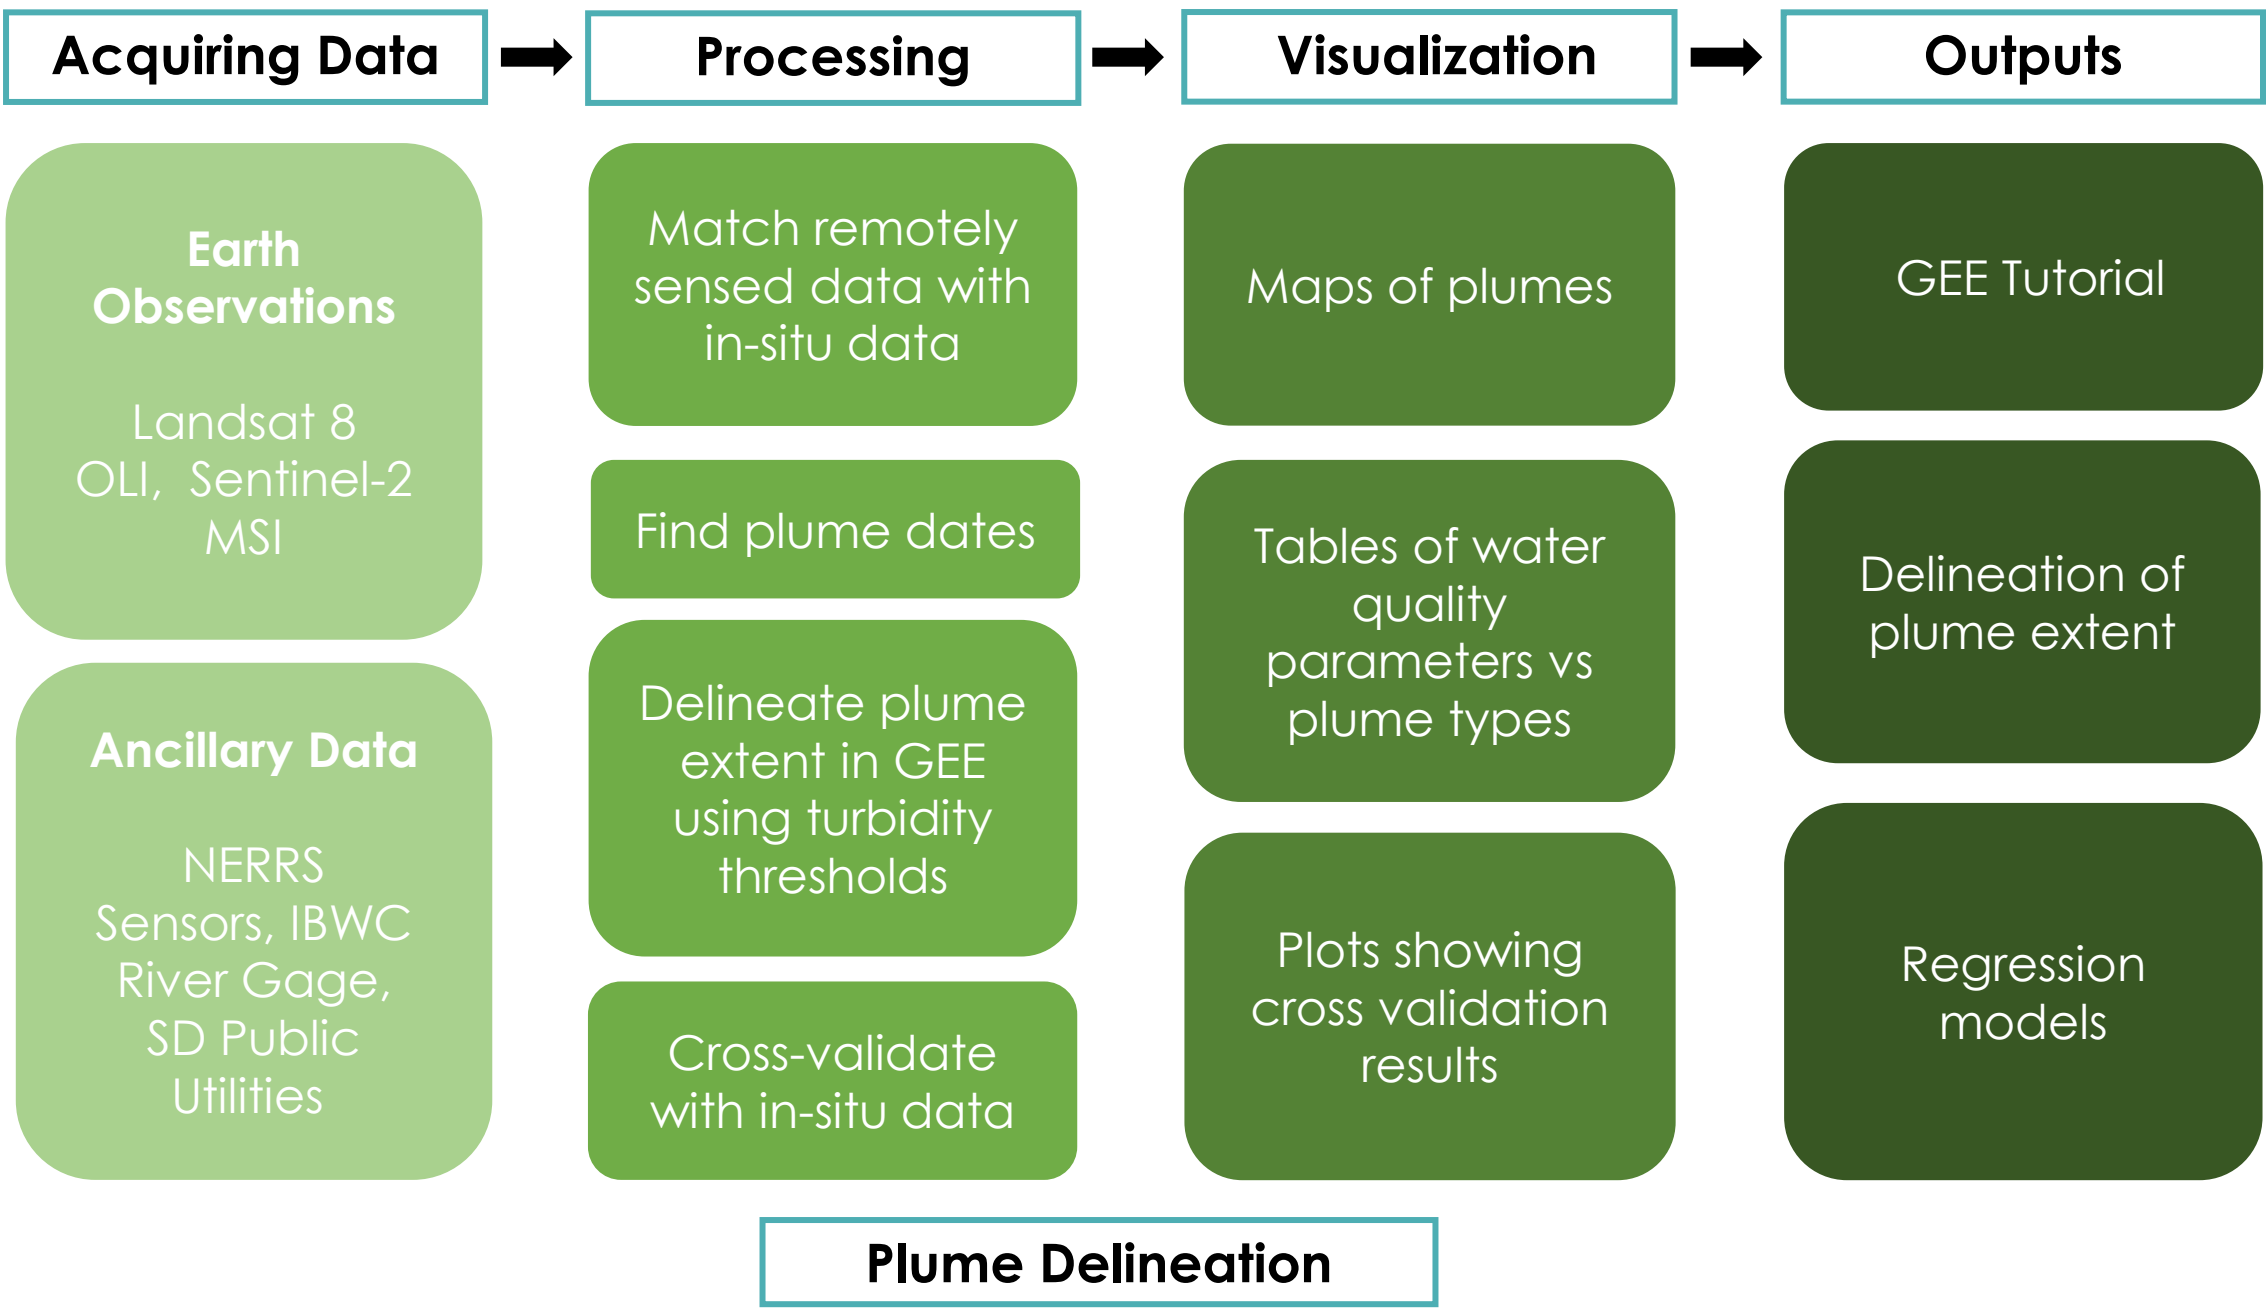 Acquiring Data
Processing
Visualization
Outputs
Earth
Observations
Landsat 8
OLI, Sentinel-2
MSI
Ancillary Data
NERRS
Sensors, IBWC
River Gage,
SD Public
Utilities
Match remotely
sensed data with
in-situ data
Find plume dates
Delineate plume
extent in GEE
using turbidity
thresholds
Cross-validate
with in-situ data
Maps of plumes
Tables of water
quality
parameters vs
plume types
Plots showing
cross validation
results
GEE Tutorial
Delineation of
plume extent
Regression
models
Plume Delineation